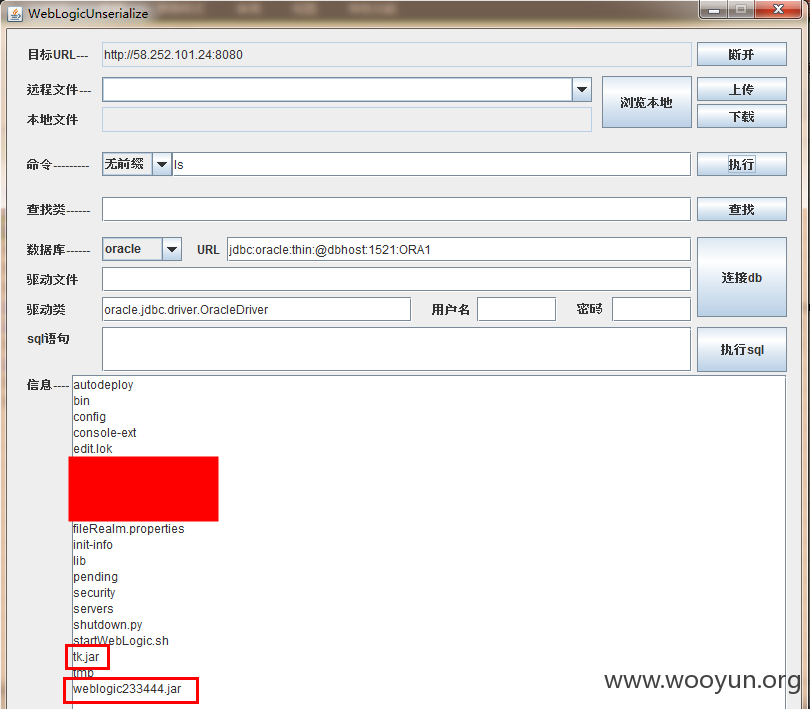 WebLogicUnserialize
目标URL--- http://58.252.101.24:8080 断开
远程文件--- 浏览本地 上传
本地文件 下载
命令--------- 无前缀 ls 执行
查找类------ 查找
数据库------ oracle URL jdbc:oracle:thin:@dbhost:1521:ORA1 连接db
驱动文件
驱动类 oracle.jdbc.driver.OracleDriver 用户名 密码
sql语句 执行sql
信息---- autodeploy
bin
config
console-ext
edit.lok
fileRealm.properties
init-info
lib
pending
security
servers
shutdown.py
startWebLogic.sh
tk.jar
tmp
weblogic233444.jar
www.wooyun.org